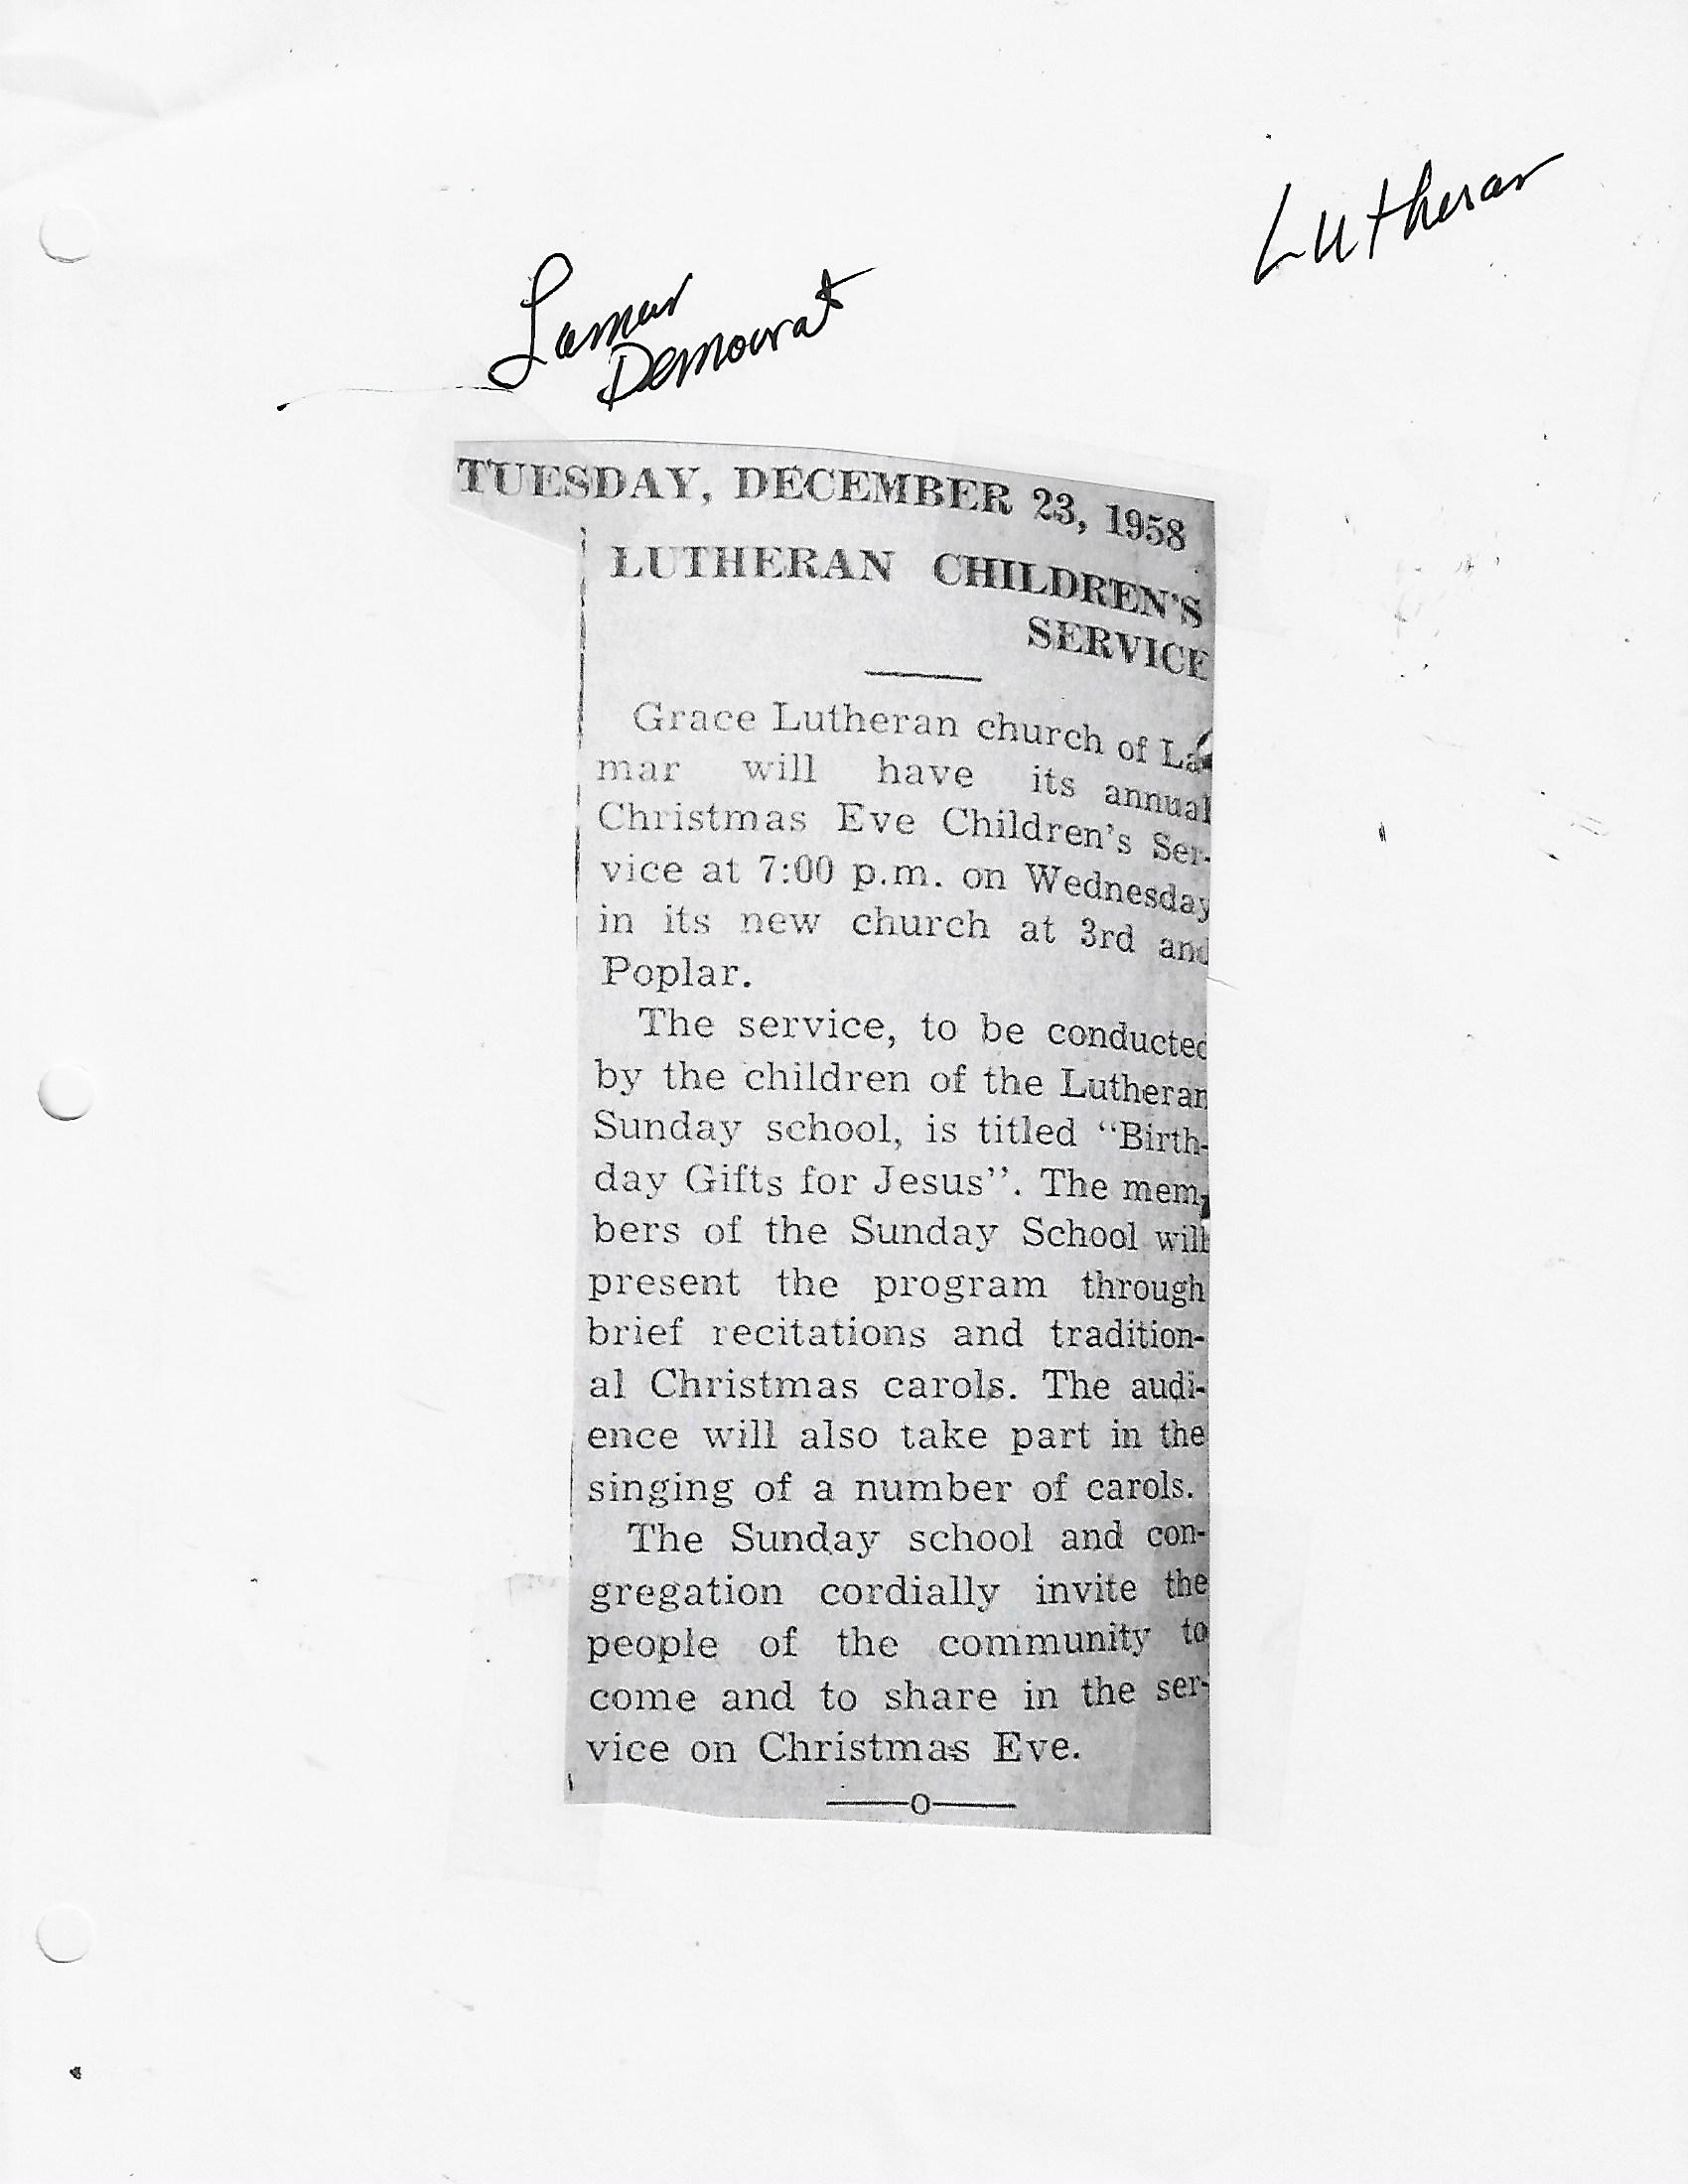 Lutheran
Lamar
Democrat
TUESDAY, DECEMBER 23, 1958
LUTHERAN CHILDREN'S
SERVICE
Grace Lutheran church of La-
mar will have its annual
Christmas Eve Children's Ser-
vice at 7:00 p.m. on Wednesday
in its new church at 3rd and
Poplar.
The service, to be conducted
by the children of the Lutheran
Sunday school, is titled "Birth-
day Gifts for Jesus". The mem-
bers of the Sunday School will
present the program through
brief recitations and tradition-
al Christmas carols. The audi-
ence will also take part in the
singing of a number of carols.
The Sunday school and con-
gregation cordially invite the
people of the community to
come and to share in the ser-
vice on Christmas Eve.
——o——